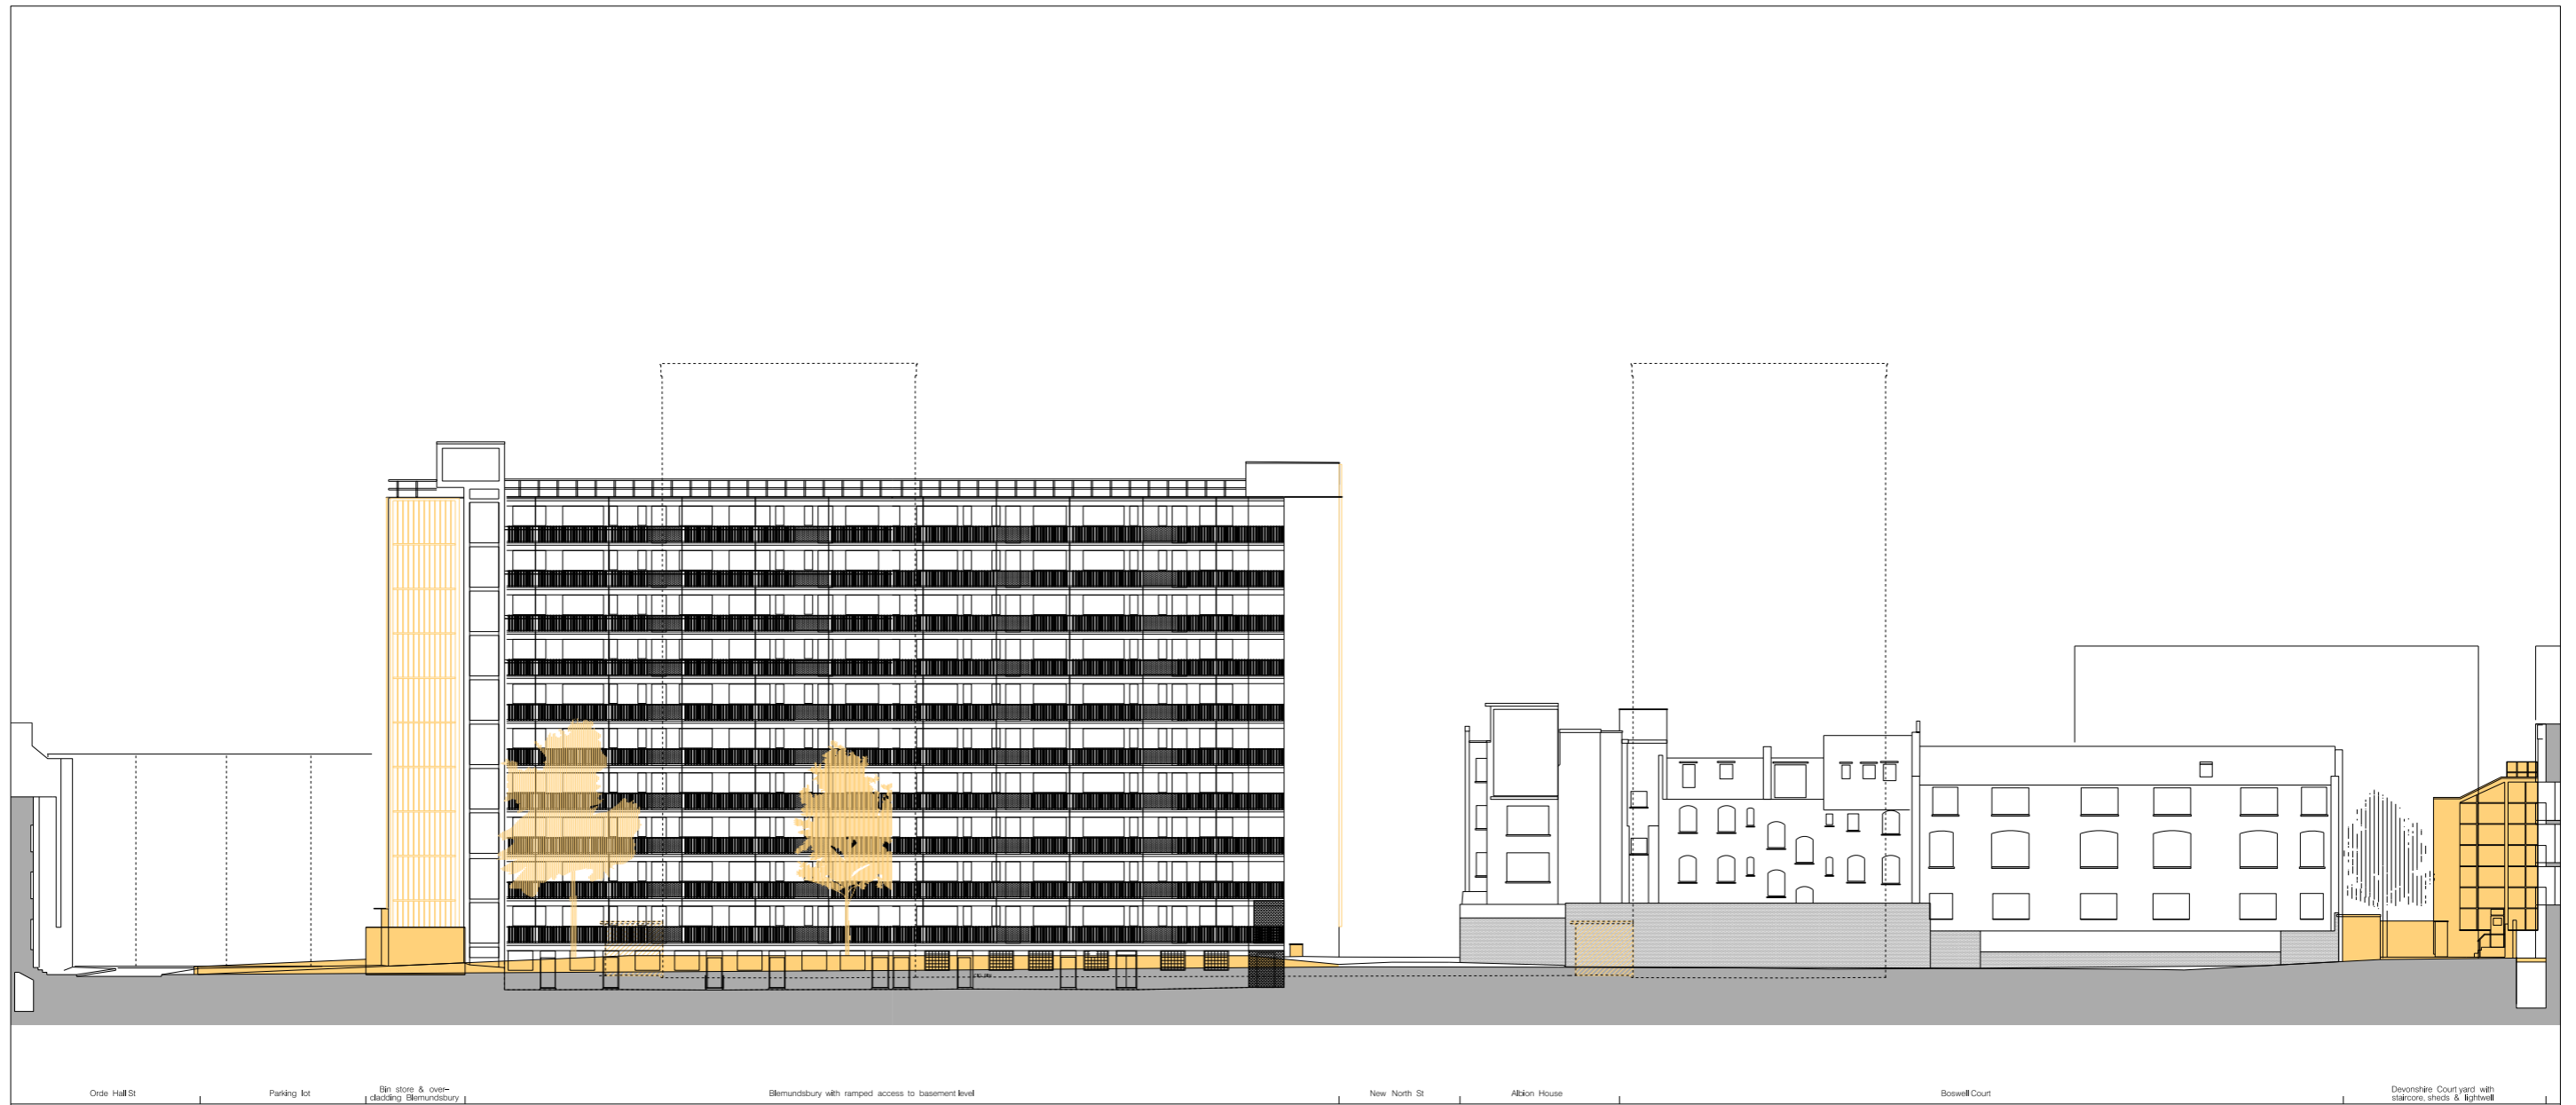 Orde Hall St
Parking lot
Bin store & over-
cladding Blemundsbury
Blemundsbury with ramped access to basement level
New North St
Albion House
Boswell Court
Devonshire Court yard with
staircore, sheds & lightwell